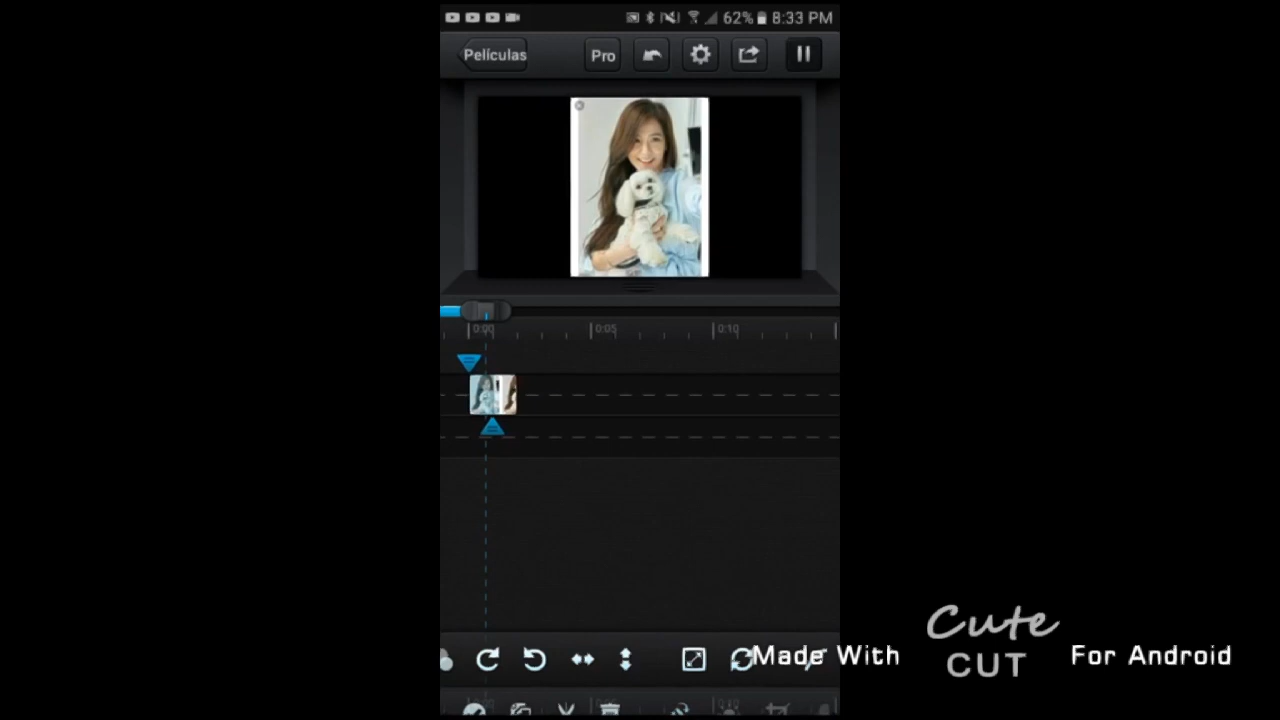 62% 8:33 PM
Películas
Pro
0:00
0:05
0:10
Made With
Cute
CUT
For Android